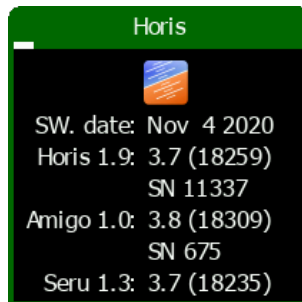 Horis
SW. date: Nov 4 2020
Horis 1.9: 3.7 (18259)
SN 11337
Amigo 1.0: 3.8 (18309)
SN 675
Seru 1.3: 3.7 (18235)